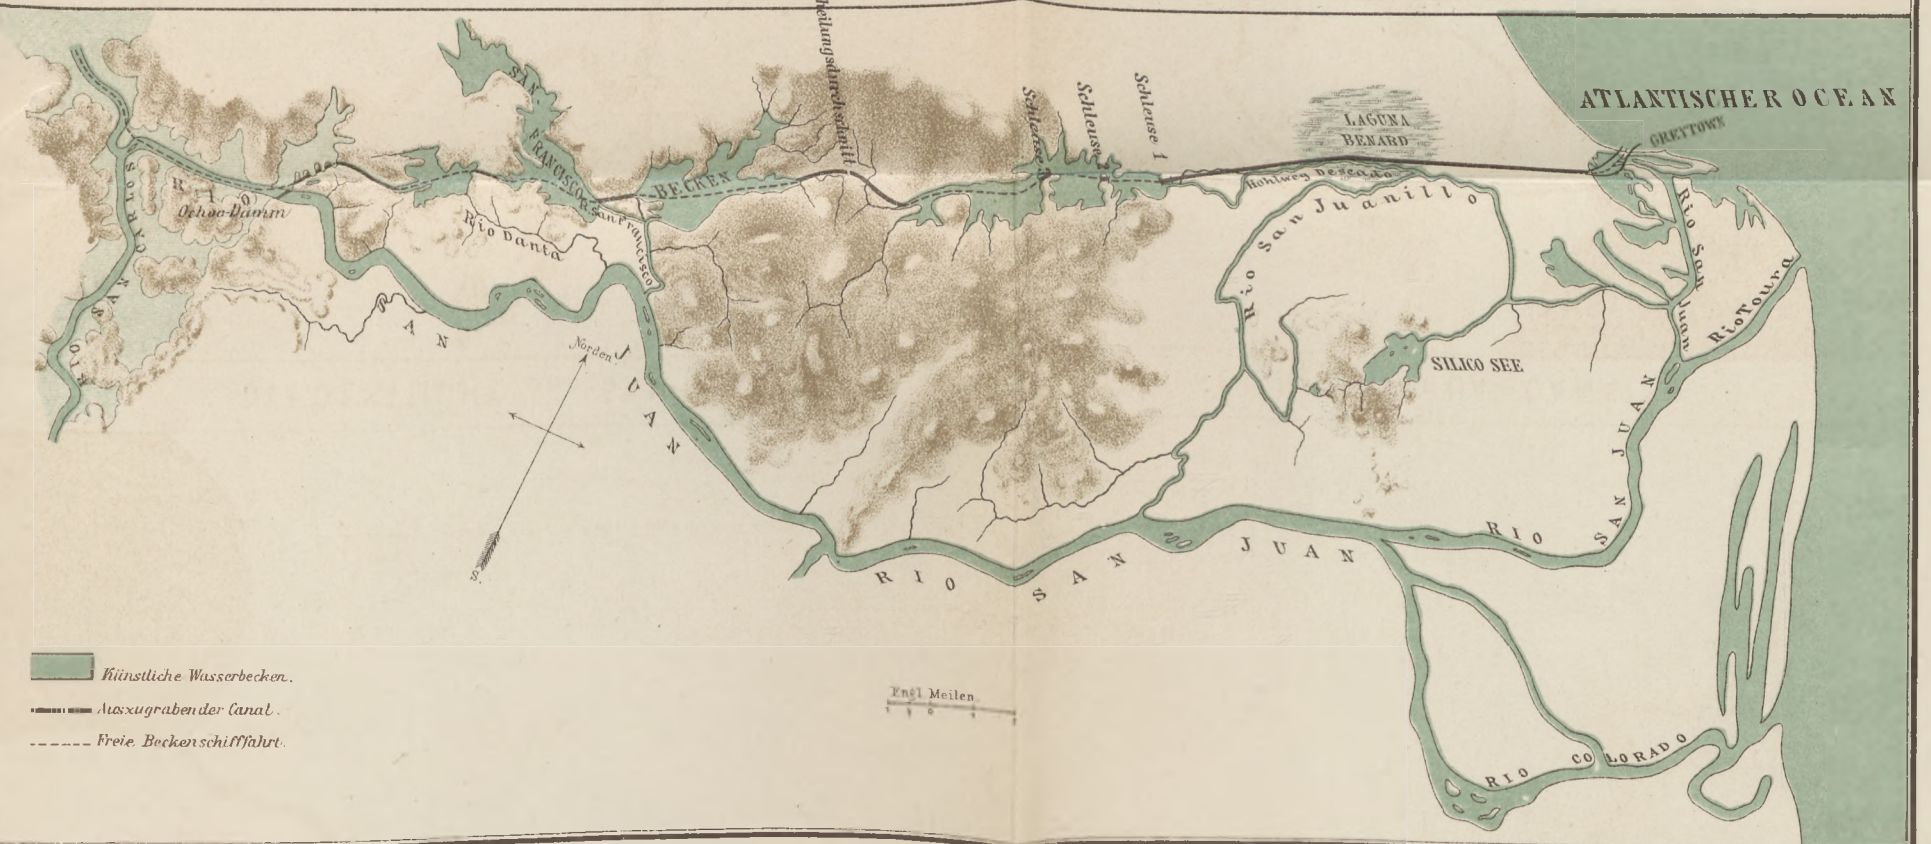 ATLANTISCHER OCEAN
GREYTOWN
LAGUNA
BENARD
Schleuse 1
Schleuse
Schleuse
heilungsdurchschnitt
SAN FRANCISCO BECKEN
Hohlweg Deseado
Rio San Juanillo
Rio San Juan
Rio Toura
SILICO SEE
RIO SAN CARLOS
RIO
Ochoa-Damm
Rio Danta
R. San Francisco
SAN JUAN
Norden
S.
RIO SAN JUAN
RIO SAN JUAN
RIO COLORADO
Künstliche Wasserbecken.
Auszugrabender Canal.
Freie Beckenschifffahrt.
Engl Meilen